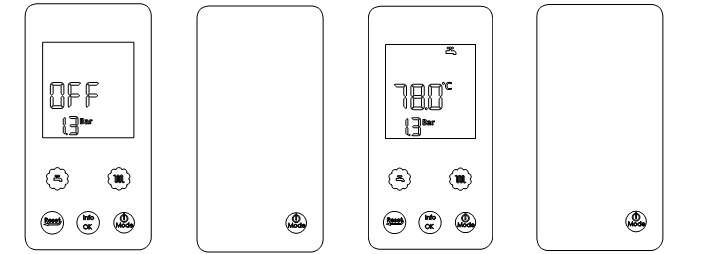 OFF
1.3 Bar
Reset
Info
OK
Mode
Mode
78.0 °C
1.3 Bar
Reset
Info
OK
Mode
Mode